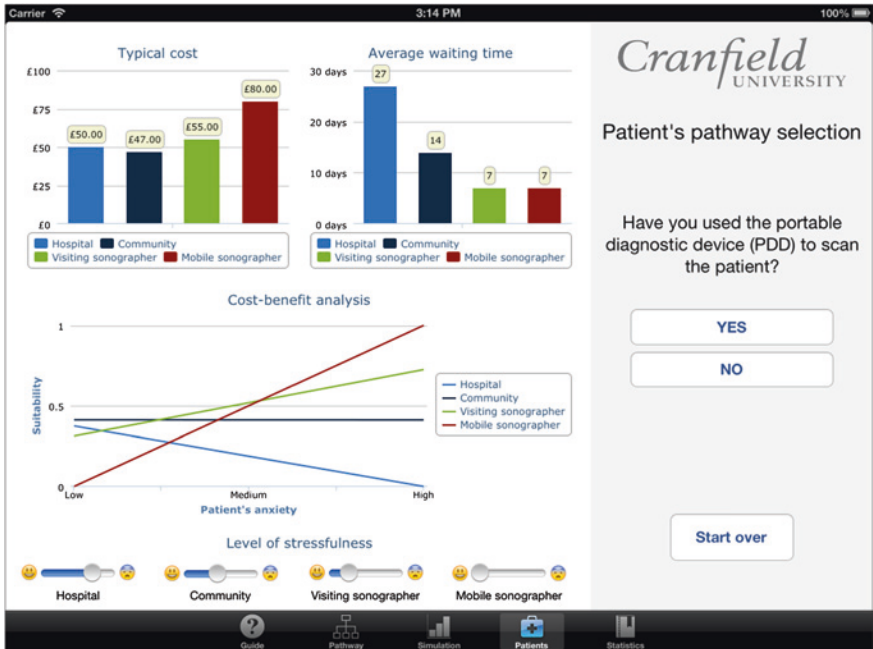 Carrier 3:14 PM 100%
Typical cost
£100
£75
£50
£25
£0
£50.00
£47.00
£55.00
£80.00
Hospital Community
Visiting sonographer Mobile sonographer
Average waiting time
30 days
20 days
10 days
0 days
27
14
7
7
Hospital Community
Visiting sonographer Mobile sonographer
Cost-benefit analysis
1
0.5
0
Suitability
Low Medium High
Patient's anxiety
Hospital
Community
Visiting sonographer
Mobile sonographer
Level of stressfulness
Hospital Community Visiting sonographer Mobile sonographer
Cranfield
UNIVERSITY
Patient's pathway selection
Have you used the portable
diagnostic device (PDD) to scan
the patient?
YES
NO
Start over
Guide Pathway Simulation Patients Statistics